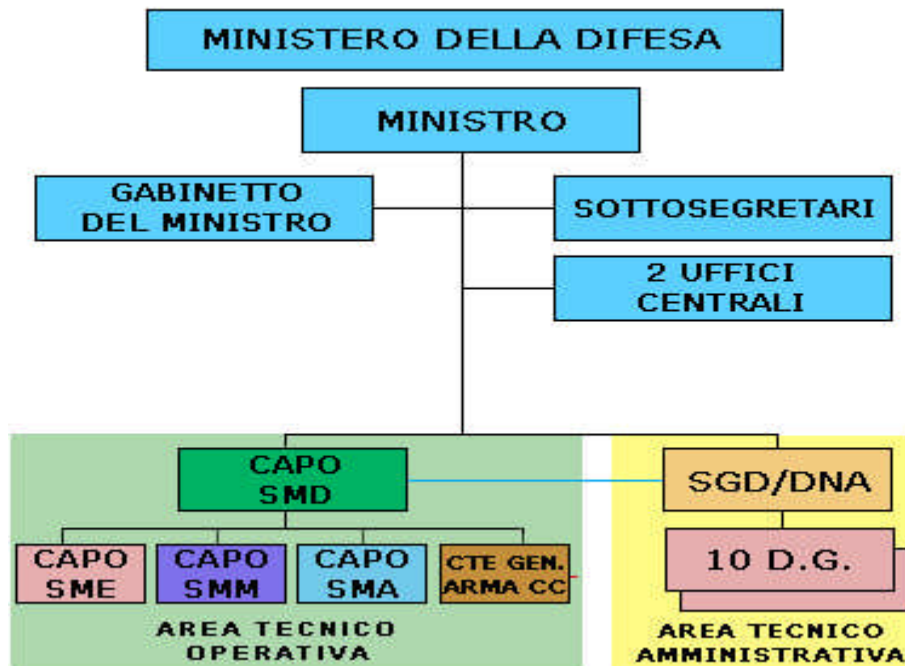 MINISTERO DELLA DIFESA
MINISTRO
GABINETTO
DEL MINISTRO
SOTTOSEGRETARI
2 UFFICI
CENTRALI
CAPO
SMD
SGD/DNA
CAPO
SME
CAPO
SMM
CAPO
SMA
CTE GEN.
ARMA CC
10 D.G.
AREA TECNICO
OPERATIVA
AREA TECNICO
AMMINISTRATIVA